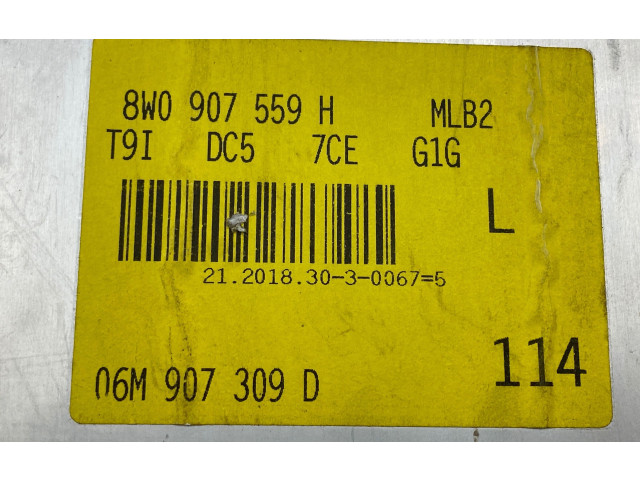 8W0 907 559 H MLB2
T9I DC5 7CE G1G
L
21.2018.30-3-0067=5
06M 907 309 D 114